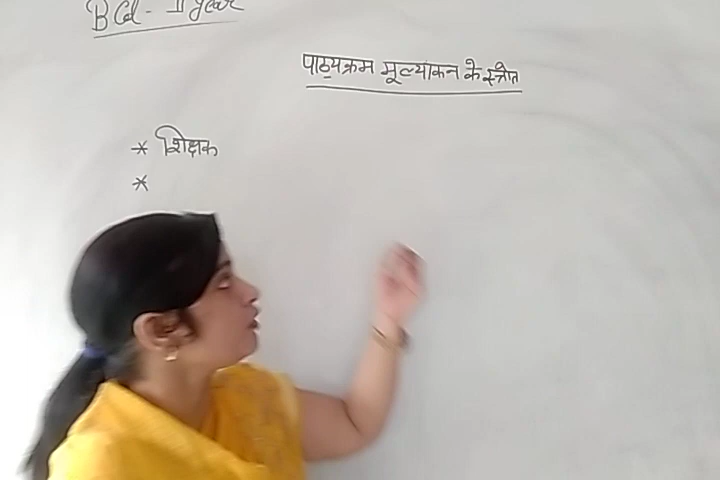 B Ed - II year
पाठ्यक्रम मूल्यांकन के स्त्रोत
* शिक्षक
*